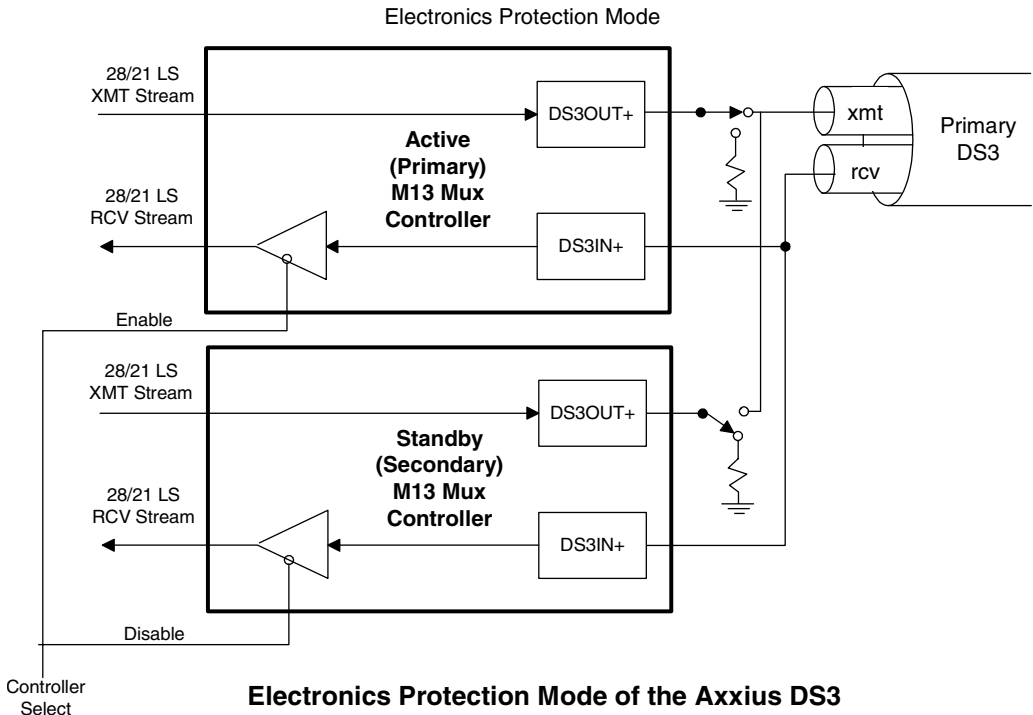 Electronics Protection Mode
28/21 LS
XMT Stream
DS3OUT+
xmt
Primary
DS3
Active
(Primary)
M13 Mux
Controller
rcv
28/21 LS
RCV Stream
DS3IN+
Enable
28/21 LS
XMT Stream
DS3OUT+
Standby
(Secondary)
M13 Mux
Controller
28/21 LS
RCV Stream
DS3IN+
Disable
Controller
Select
Electronics Protection Mode of the Axxius DS3